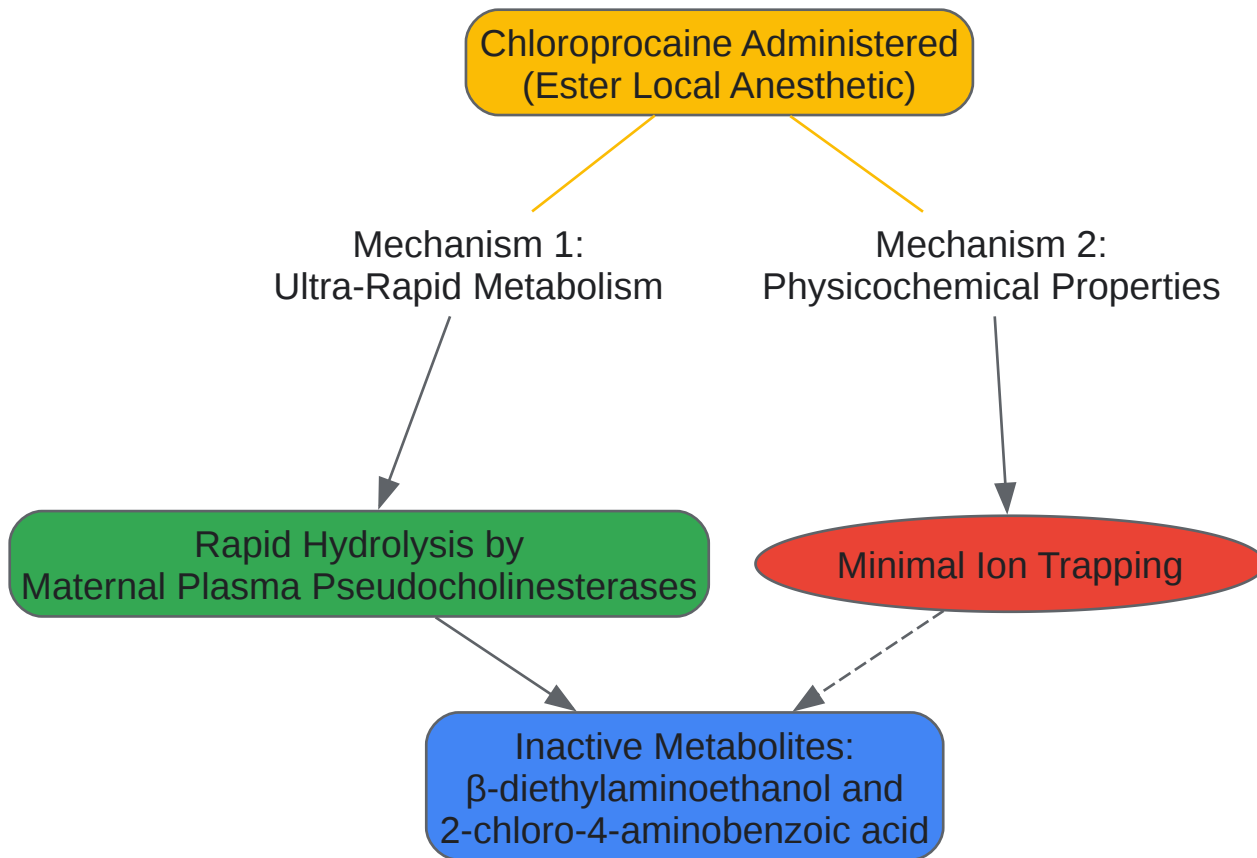 Chloroprocaine Administered
(Ester Local Anesthetic)
Mechanism 1:
Ultra-Rapid Metabolism
Mechanism 2:
Physicochemical Properties
Rapid Hydrolysis by
Maternal Plasma Pseudocholinesterases
Minimal Ion Trapping
Inactive Metabolites:
β-diethylaminoethanol and
2-chloro-4-aminobenzoic acid